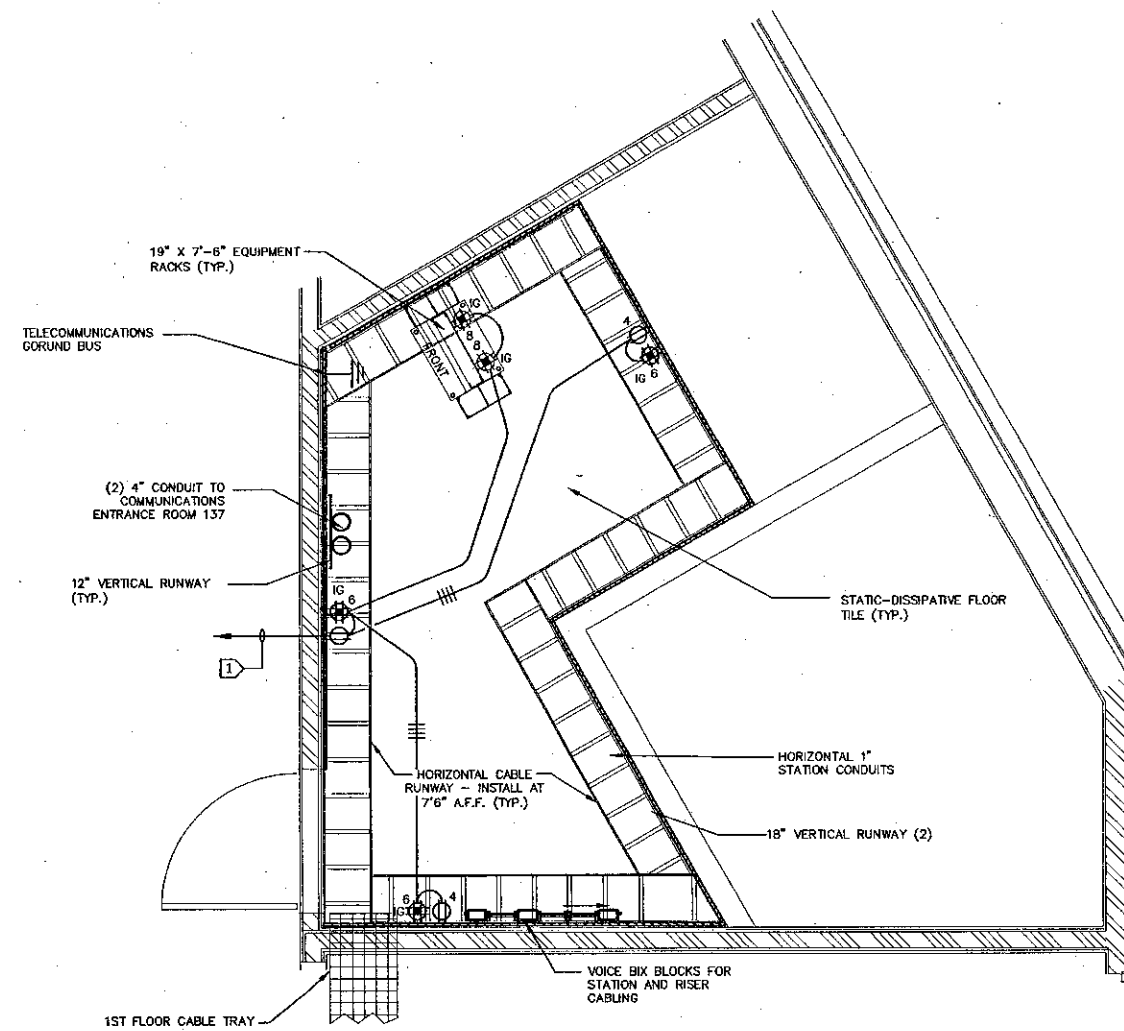 19" X 7'-6" EQUIPMENT
RACKS (TYP.)
TELECOMMUNICATIONS
GORUND BUS
IG
8
8
IG
FRONT
4
IG 6
(2) 4" CONDUIT TO
COMMUNICATIONS
ENTRANCE ROOM 137
12" VERTICAL RUNWAY
(TYP.)
IG
6
STATIC-DISSIPATIVE FLOOR
TILE (TYP.)
1
HORIZONTAL CABLE
RUNWAY - INSTALL AT
7'6" A.F.F. (TYP.)
HORIZONTAL 1"
STATION CONDUITS
18" VERTICAL RUNWAY (2)
6
4
IG
VOICE BIX BLOCKS FOR
STATION AND RISER
CABLING
1ST FLOOR CABLE TRAY